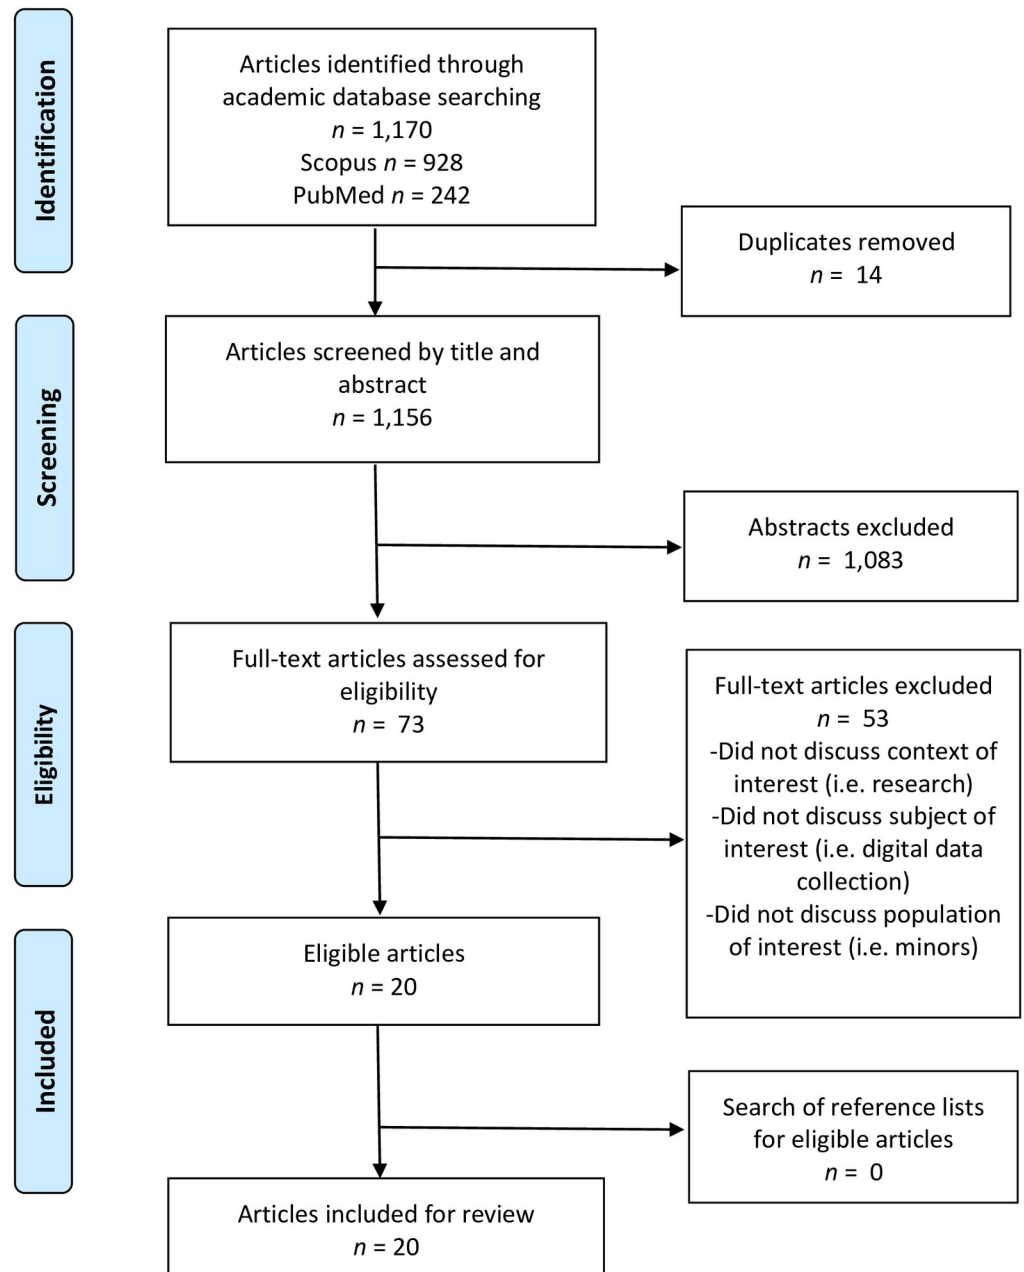 Identification
Articles identified through
academic database searching
n = 1,170
Scopus n = 928
PubMed n = 242
Duplicates removed
n = 14
Screening
Articles screened by title and
abstract
n = 1,156
Abstracts excluded
n = 1,083
Eligibility
Full-text articles assessed for
eligibility
n = 73
Full-text articles excluded
n = 53
-Did not discuss context of
interest (i.e. research)
-Did not discuss subject of
interest (i.e. digital data
collection)
-Did not discuss population
of interest (i.e. minors)
Included
Eligible articles
n = 20
Search of reference lists
for eligible articles
n = 0
Articles included for review
n = 20